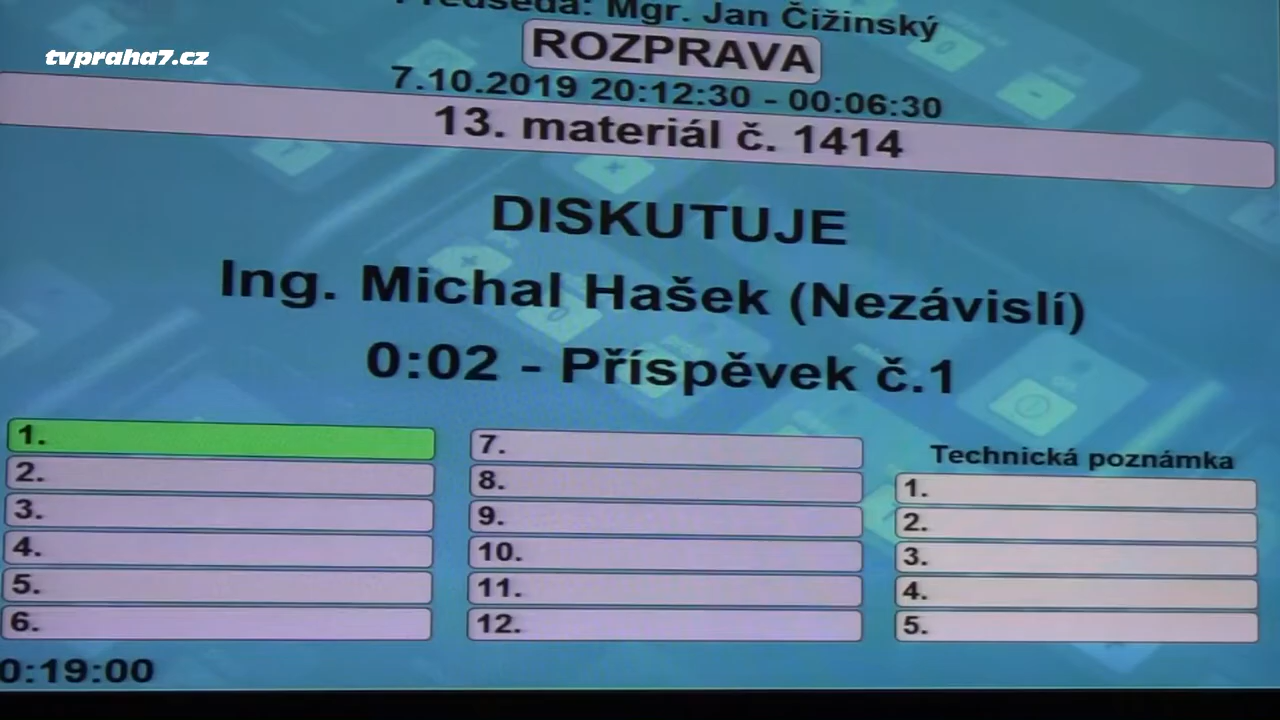 Předseda: Mgr. Jan Čižinský
tvpraha7.cz
ROZPRAVA
7.10.2019 20:12:30 - 00:06:30
13. materiál č. 1414
DISKUTUJE
Ing. Michal Hašek (Nezávislí)
0:02 - Příspěvek č.1
1.
2.
3.
4.
5.
6.
7.
8.
9.
10.
11.
12.
Technická poznámka
1.
2.
3.
4.
5.
0:19:00